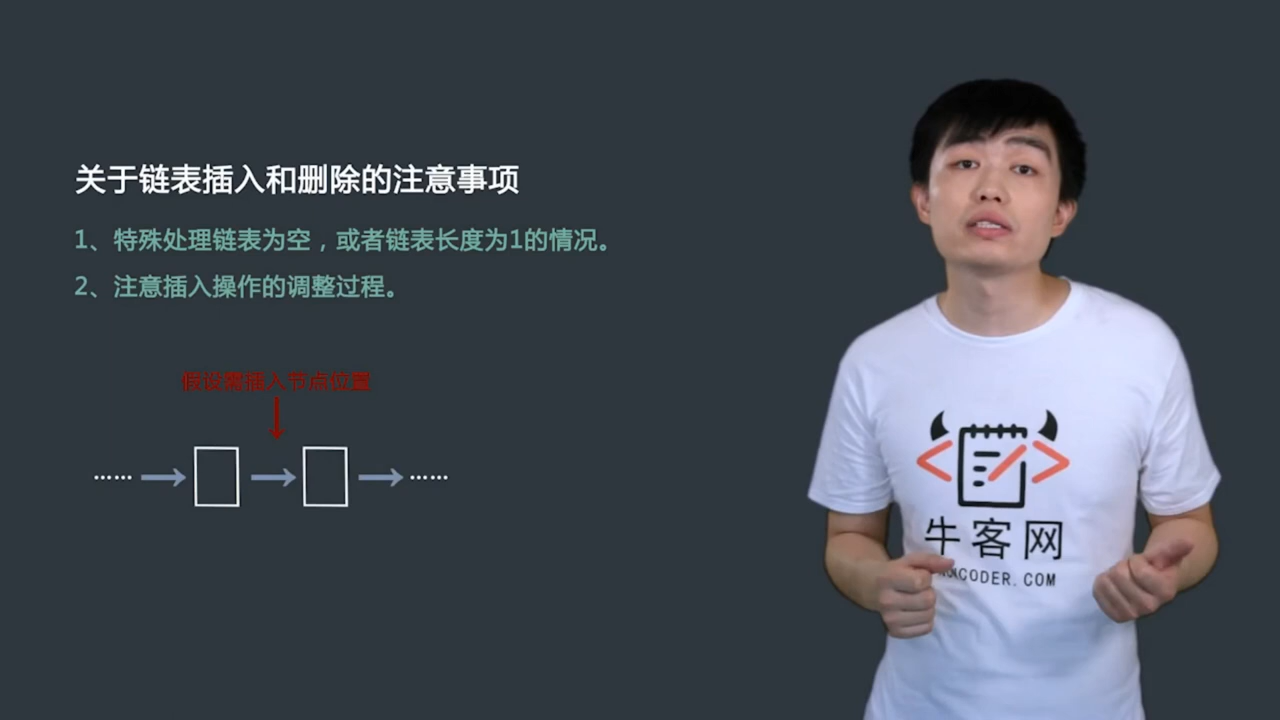 关于链表插入和删除的注意事项
1、特殊处理链表为空，或者链表长度为1的情况。
2、注意插入操作的调整过程。
假设需插入节点位置
……
……
牛客网
CODER.COM